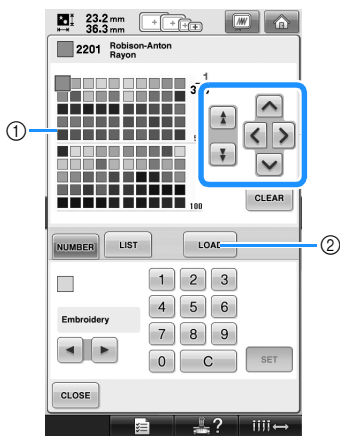 23.2 mm
36.3 mm
2201 Robison-Anton
Rayon
1
3
①
5
100
CLEAR
NUMBER
LIST
LOAD
②
1 2 3
Embroidery
4 5 6
7 8 9
0 C
SET
CLOSE
?